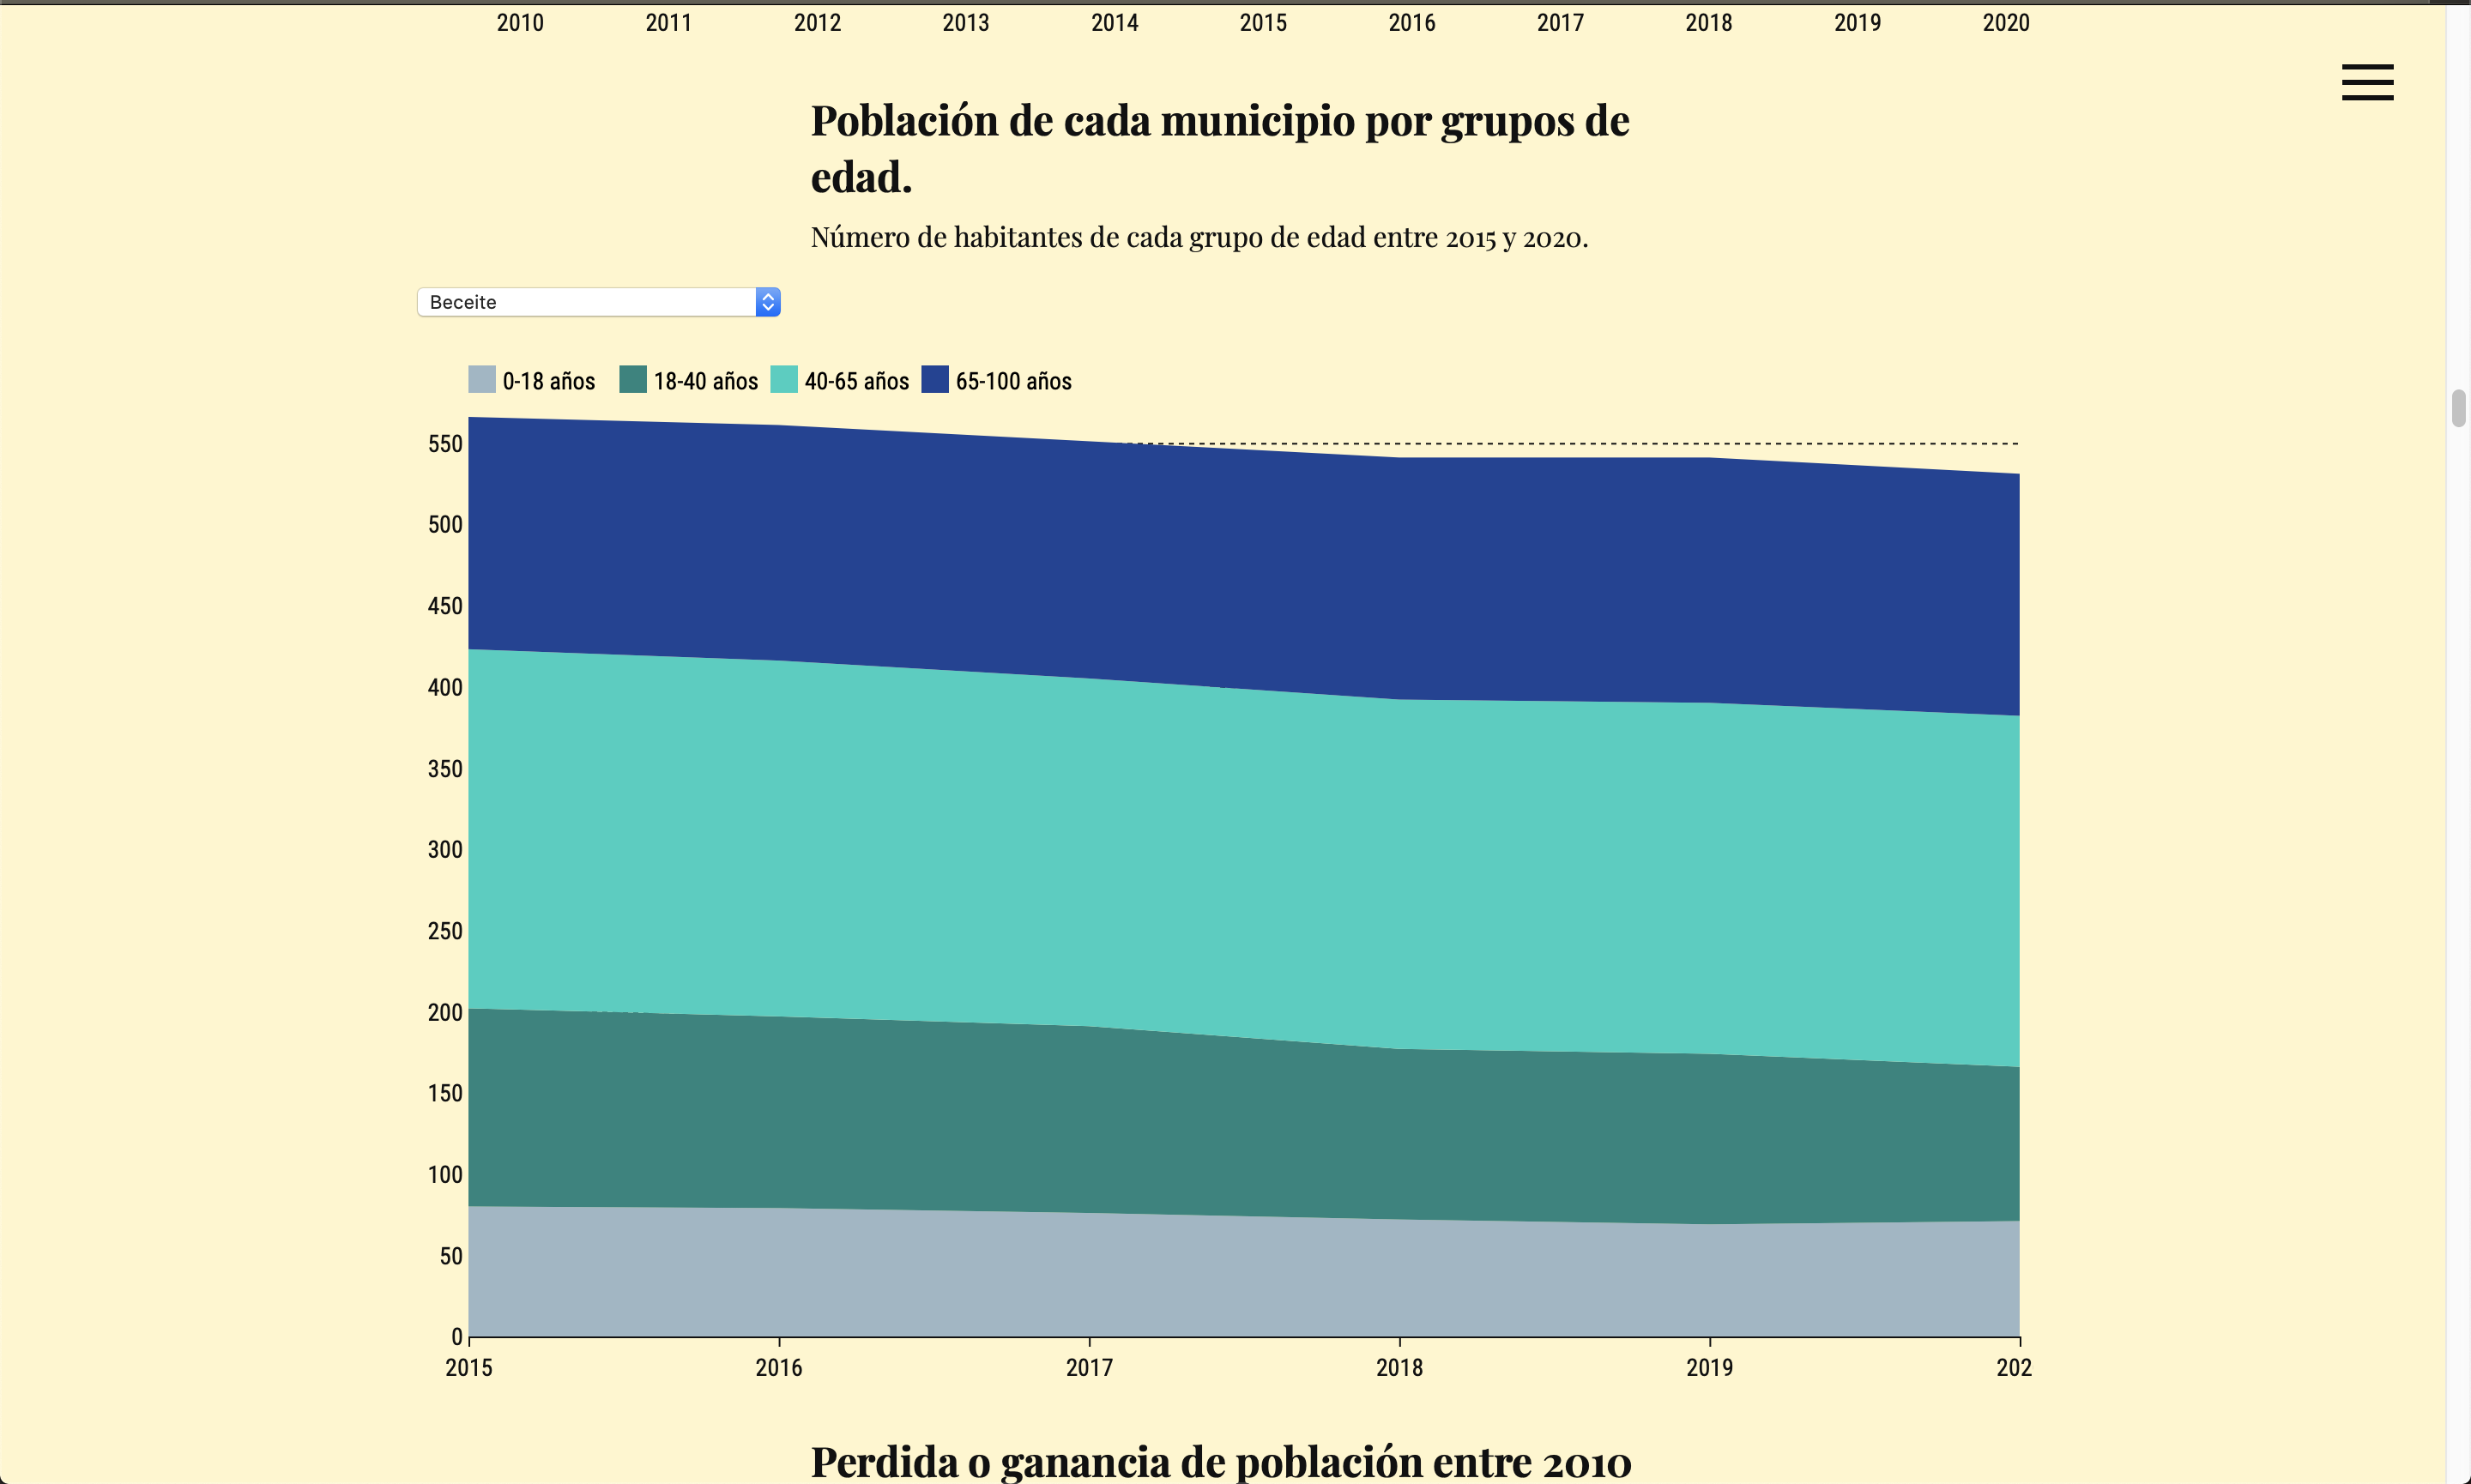 2010 2011 2012 2013 2014 2015 2016 2017 2018 2019 2020
Población de cada municipio por grupos de
edad.
Número de habitantes de cada grupo de edad entre 2015 y 2020.
Beceite
0-18 años 18-40 años 40-65 años 65-100 años
550
500
450
400
350
300
250
200
150
100
50
0
2015 2016 2017 2018 2019 202
Perdida o ganancia de población entre 2010